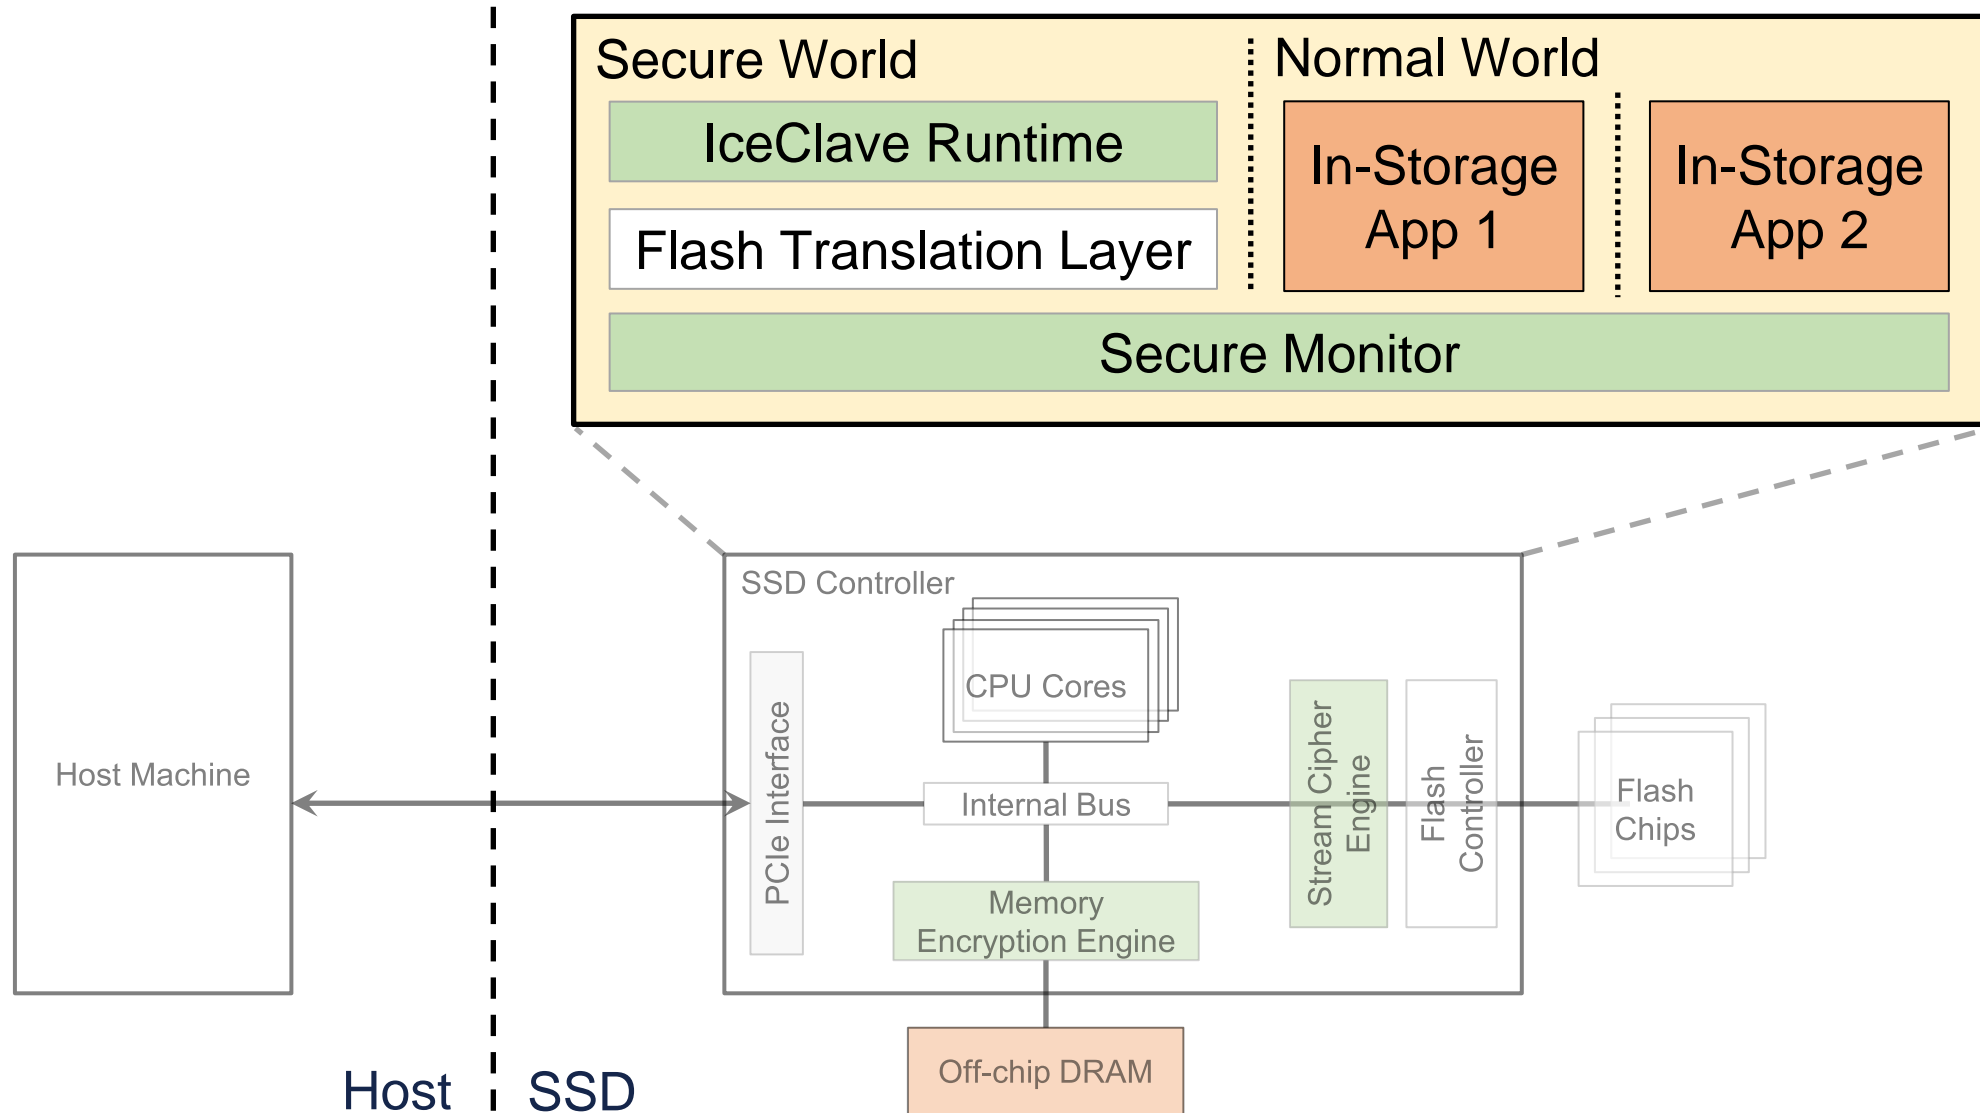 Secure World
Normal World
IceClave Runtime
Flash Translation Layer
In-Storage
App 1
In-Storage
App 2
Secure Monitor
SSD Controller
CPU Cores
Host Machine
PCIe Interface
Internal Bus
Stream Cipher
Engine
Flash
Controller
Flash
Chips
Memory
Encryption Engine
Off-chip DRAM
Host
SSD